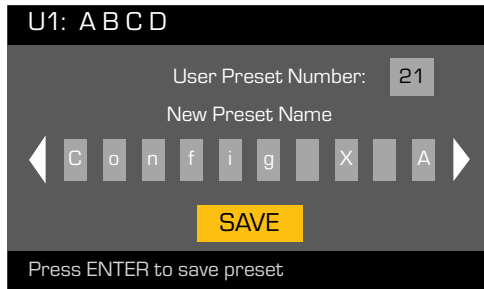 U1: A B C D
User Preset Number: 21
New Preset Name
C o n f i g X A
SAVE
Press ENTER to save preset